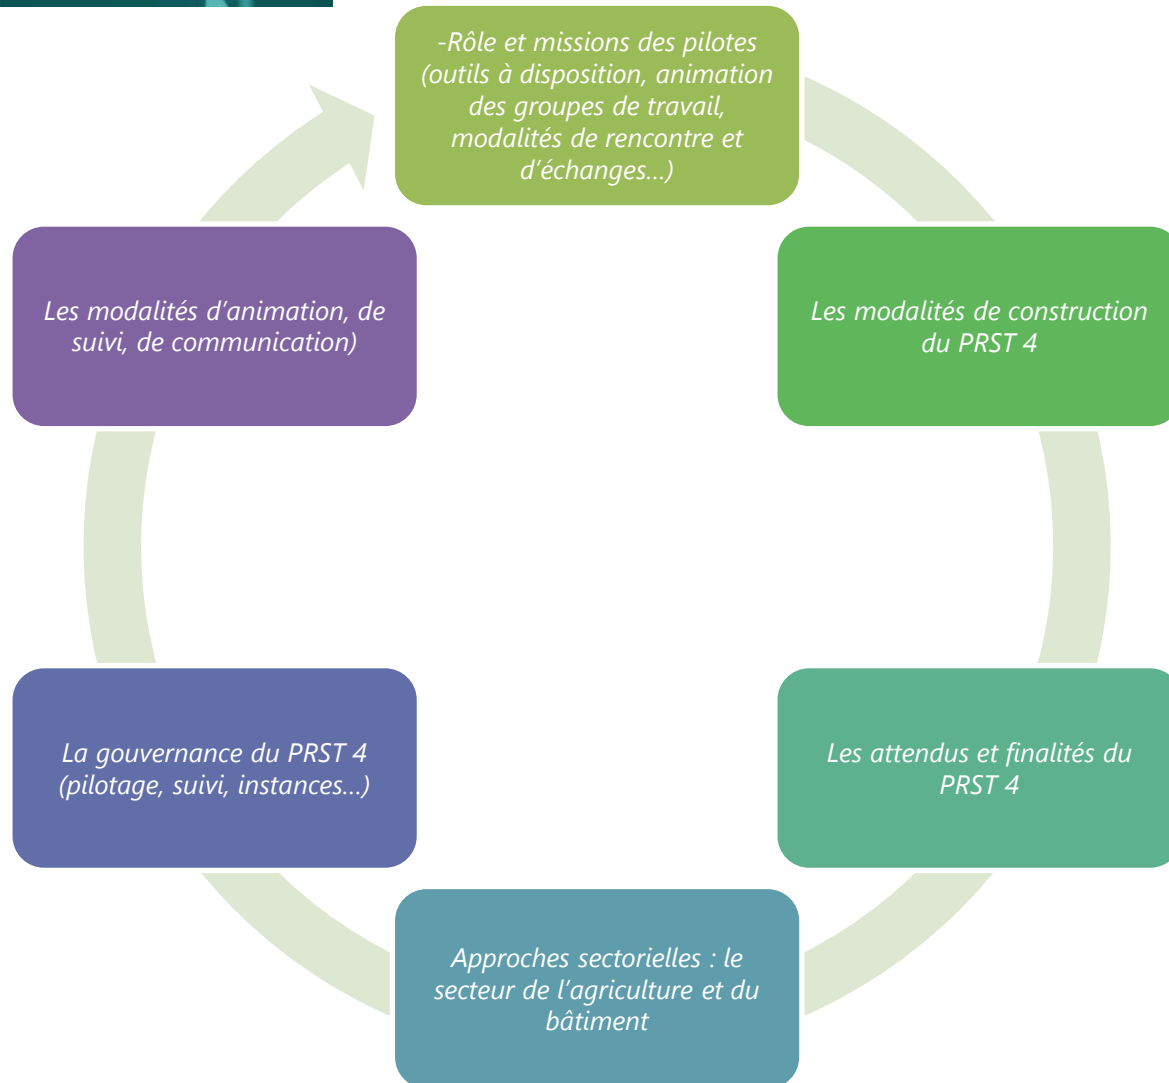 -Rôle et missions des pilotes
(outils à disposition, animation
des groupes de travail,
modalités de rencontre et
d'échanges…)
Les modalités de construction
du PRST 4
Les attendus et finalités du
PRST 4
Approches sectorielles : le
secteur de l'agriculture et du
bâtiment
La gouvernance du PRST 4
(pilotage, suivi, instances…)
Les modalités d'animation, de
suivi, de communication)